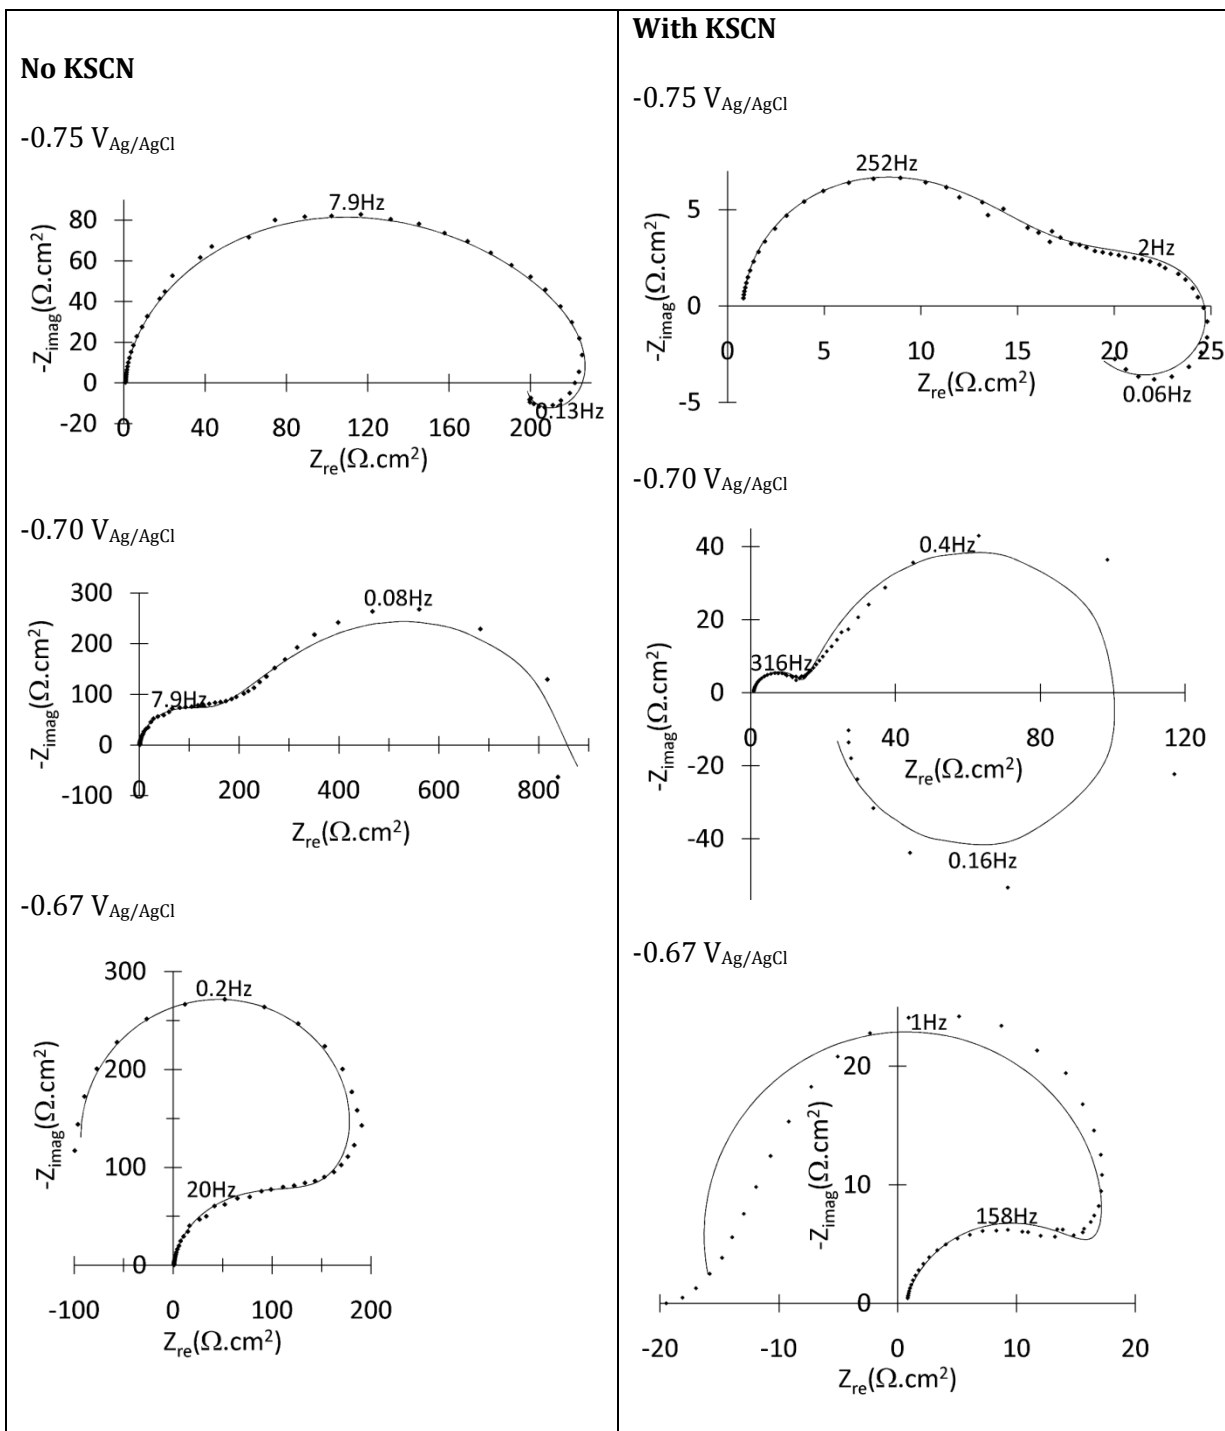 No KSCN
-0.75 V Ag/AgCl
-Zimag(Ω.cm²)
80
60
40
20
0
-20
7.9Hz
0.13Hz
0 40 80 120 160 200
Zre(Ω.cm²)
-0.70 V Ag/AgCl
-Zimag(Ω.cm²)
300
200
100
0
-100
7.9Hz
0.08Hz
0 200 400 600 800
Zre(Ω.cm²)
-0.67 V Ag/AgCl
-Zimag(Ω.cm²)
300
200
100
0
0.2Hz
20Hz
-100 0 100 200
Zre(Ω.cm²)
With KSCN
-0.75 V Ag/AgCl
-Zimag(Ω.cm²)
5
0
-5
252Hz
2Hz
0.06Hz
0 5 10 15 20 25
Zre(Ω.cm²)
-0.70 V Ag/AgCl
-Zimag(Ω.cm²)
40
20
0
-20
-40
316Hz
0.4Hz
0.16Hz
0 40 80 120
Zre(Ω.cm²)
-0.67 V Ag/AgCl
-Zimag(Ω.cm²)
20
10
0
1Hz
158Hz
-20 -10 0 10 20
Zre(Ω.cm²)